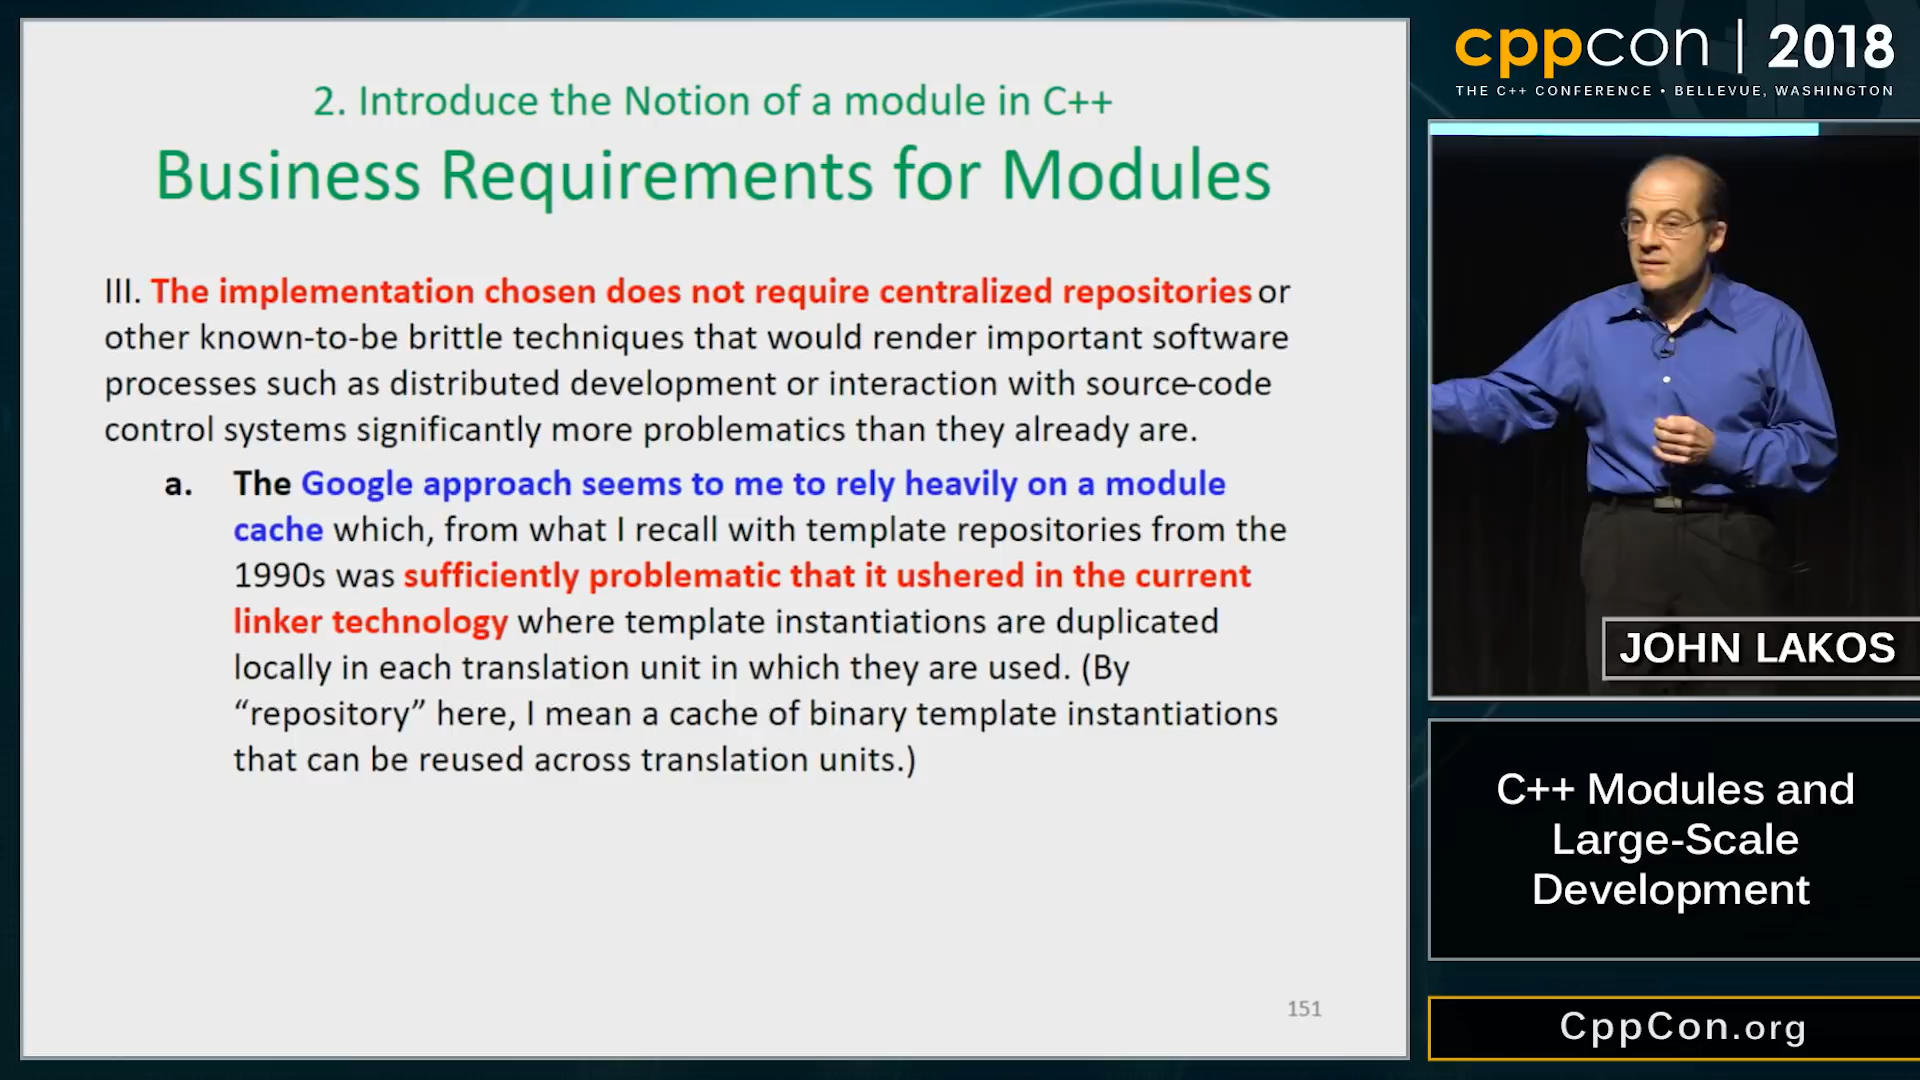 2. Introduce the Notion of a module in C++
Business Requirements for Modules
III. The implementation chosen does not require centralized repositories or
other known-to-be brittle techniques that would render important software
processes such as distributed development or interaction with source-code
control systems significantly more problematics than they already are.
a. The Google approach seems to me to rely heavily on a module
cache which, from what I recall with template repositories from the
1990s was sufficiently problematic that it ushered in the current
linker technology where template instantiations are duplicated
locally in each translation unit in which they are used. (By
“repository” here, I mean a cache of binary template instantiations
that can be reused across translation units.)
151
cppcon | 2018
THE C++ CONFERENCE • BELLEVUE, WASHINGTON
JOHN LAKOS
C++ Modules and
Large-Scale
Development
CppCon.org